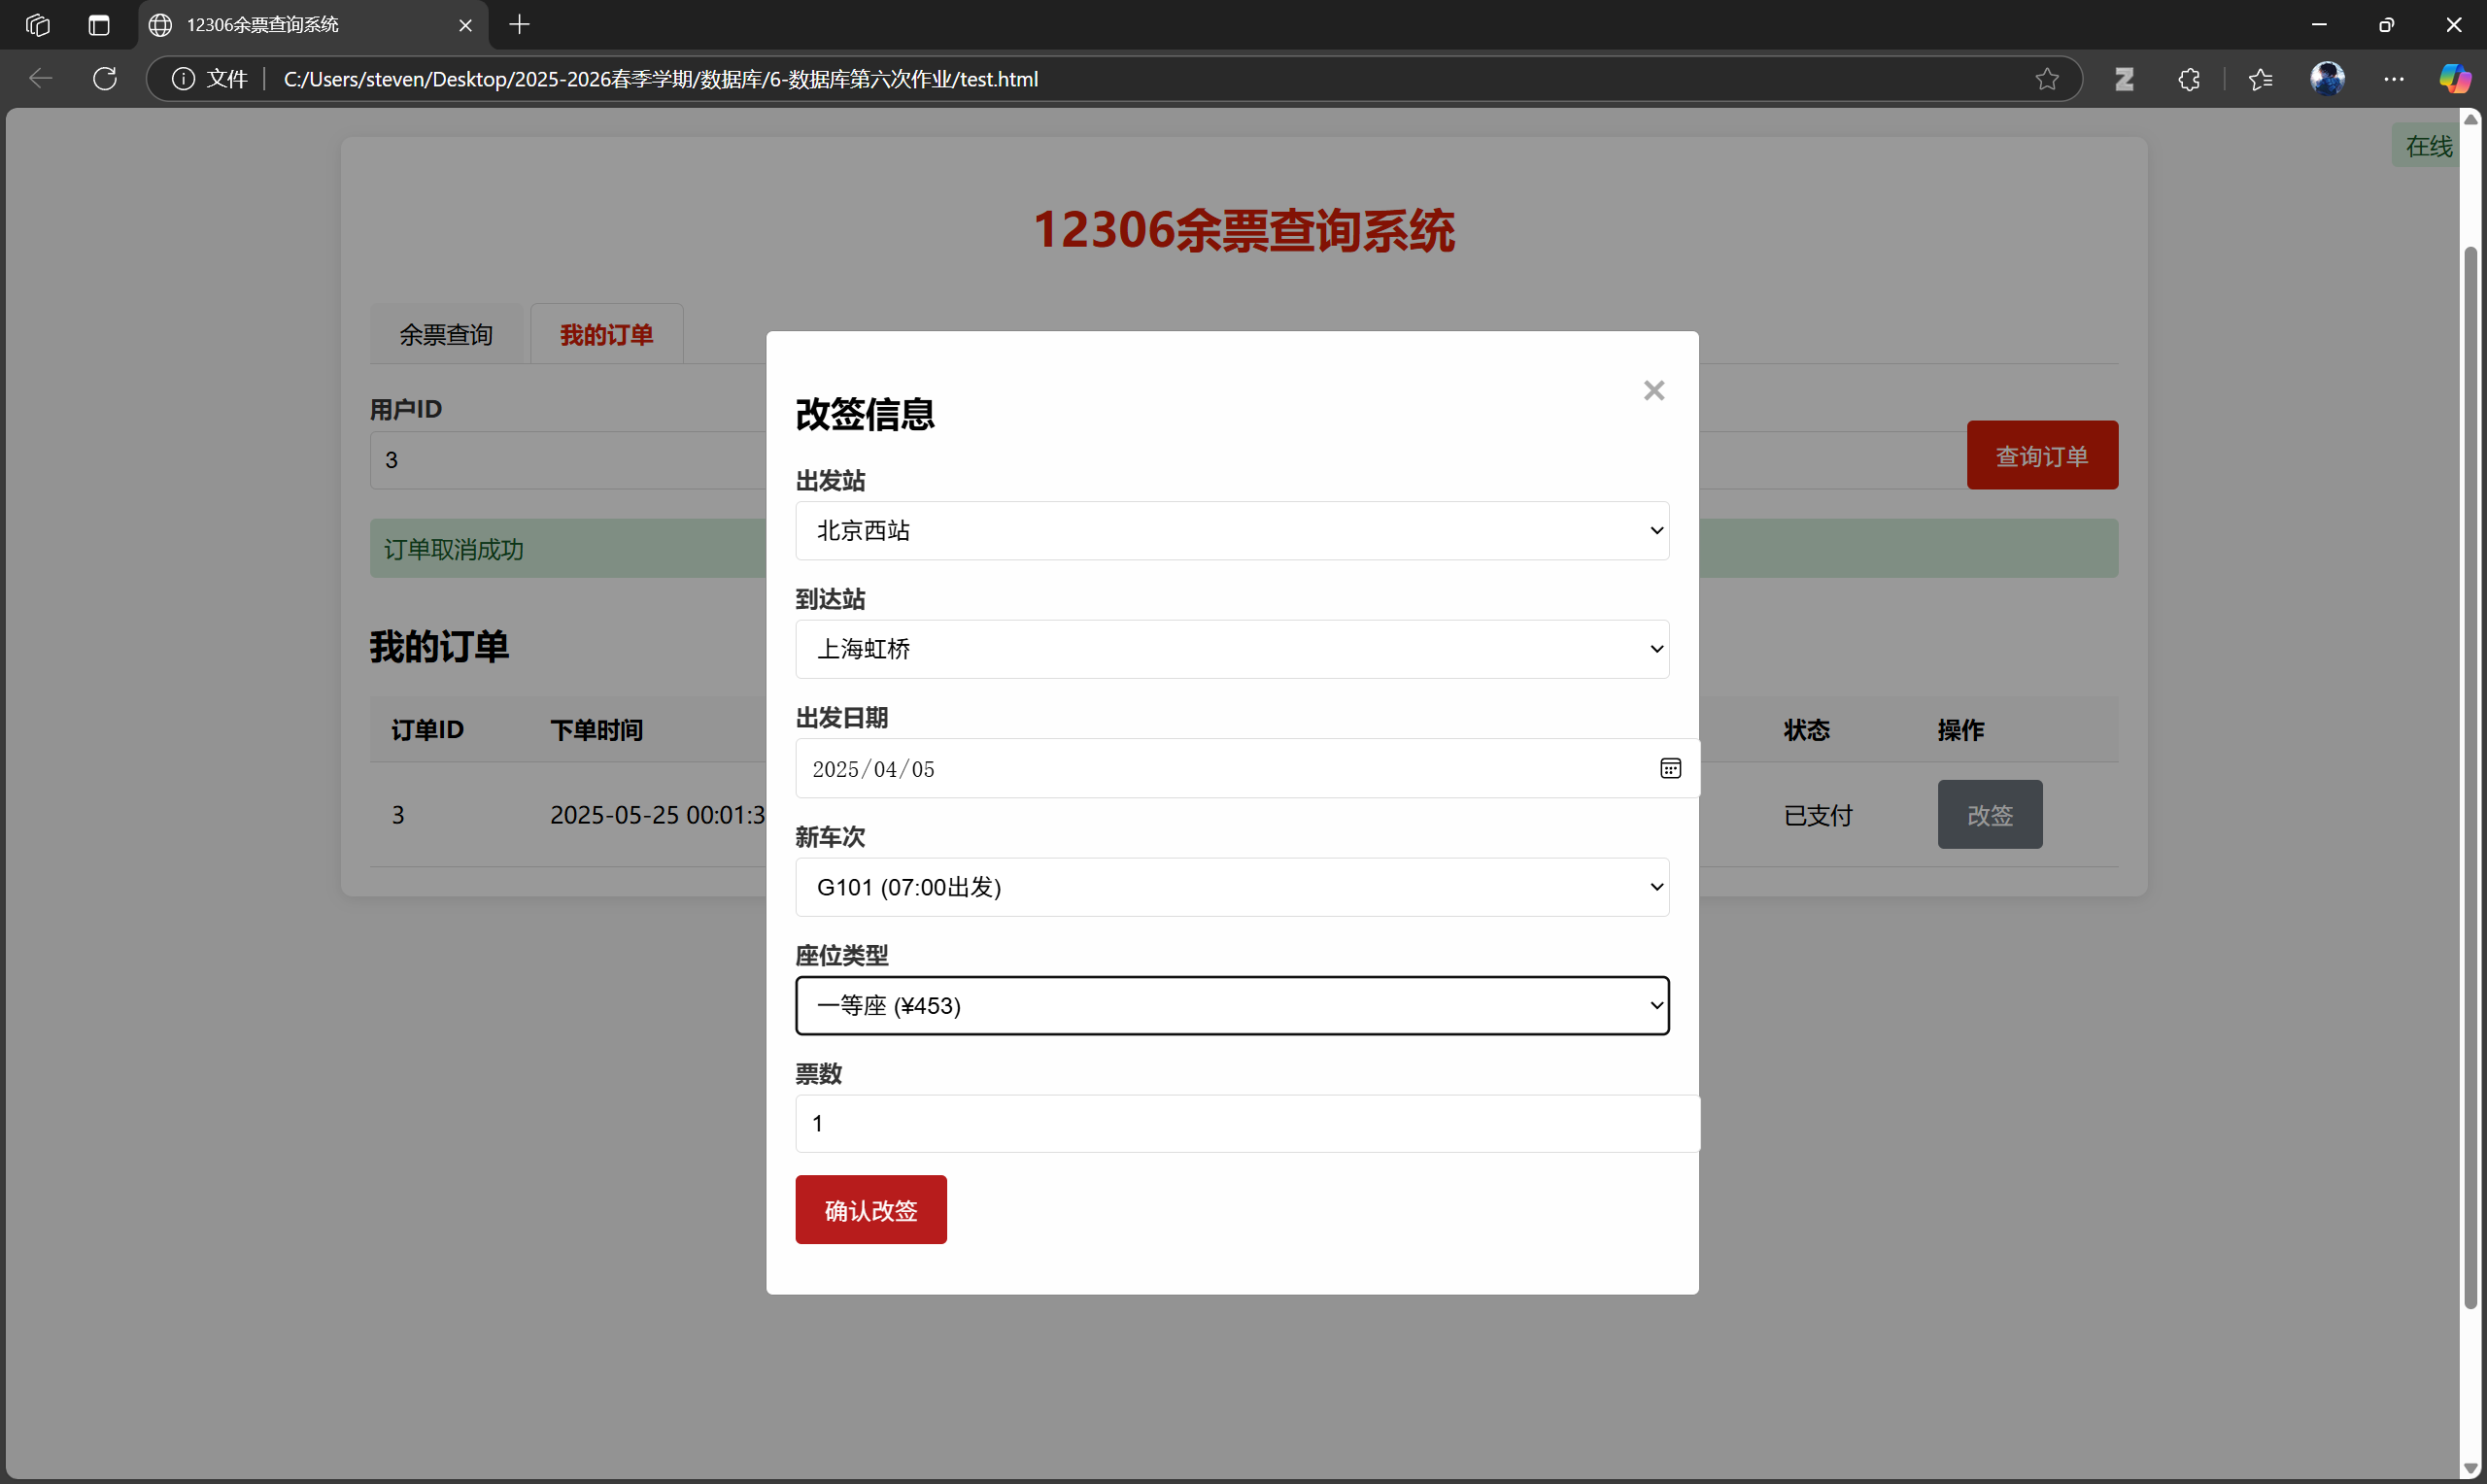 12306余票查询系统
文件
C:/Users/steven/Desktop/2025-2026春季学期/数据库/6-数据库第六次作业/test.html
在线
12306余票查询系统
余票查询
我的订单
用户ID
3
查询订单
订单取消成功
我的订单
订单ID 下单时间 状态 操作
3 2025-05-25 00:01:3 已支付 改签
改签信息
×
出发站
北京西站
到达站
上海虹桥
出发日期
2025/04/05
新车次
G101 (07:00出发)
座位类型
一等座 (¥453)
票数
1
确认改签